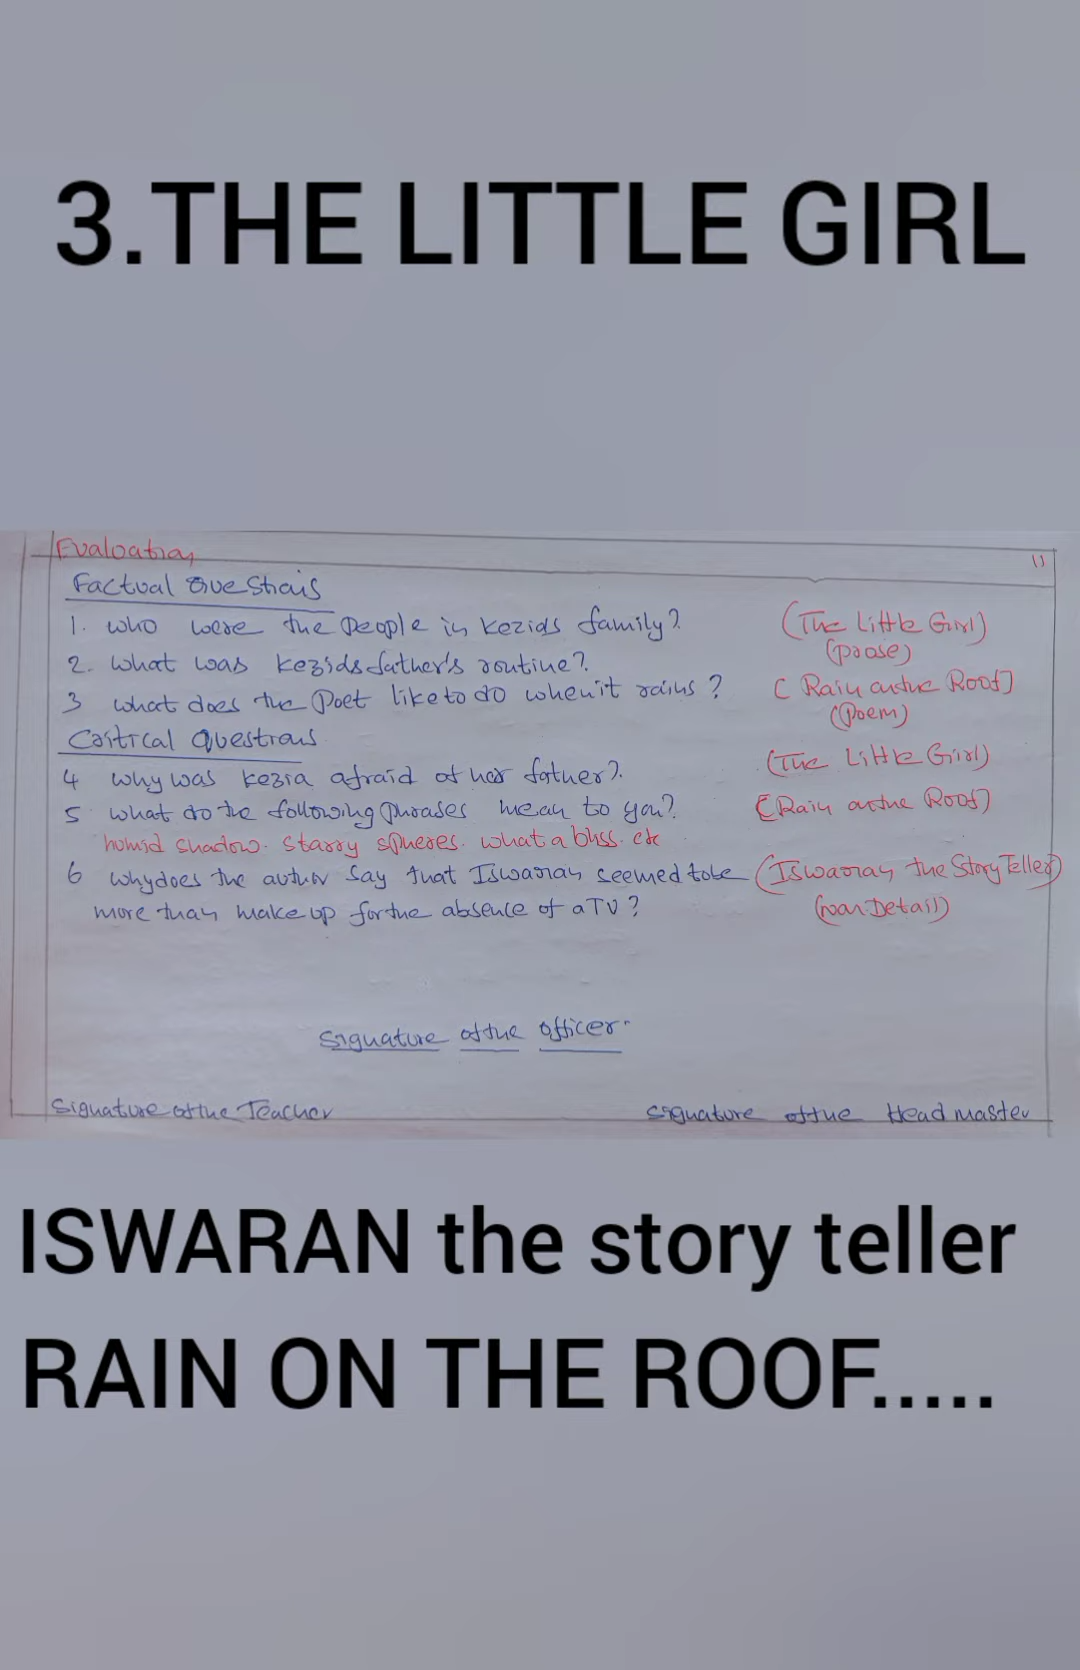 3.THE LITTLE GIRL
Evaluation
11
Factual Questions
1. who were the people in kezias family? (The Little Girl)
(prose)
2. what was kezids father's routine?.
3 what does the Poet like to do when it rains? ( Rain on the Roof)
(Poem)
Critical Questions
4 why was kezia afraid of her father?. (The Little Girl)
5 what do the following phrases mean to you? (Rain on the Roof)
humid shadow. starry spheres. what a bliss. etc
6 why does the author say that Iswaran seemed to be (Iswaran the Story Teller)
more than make up for the absence of a TV? (non Detail)
Signature of the officer.
Signature of the Teacher Signature of the Head master
ISWARAN the story teller
RAIN ON THE ROOF.....